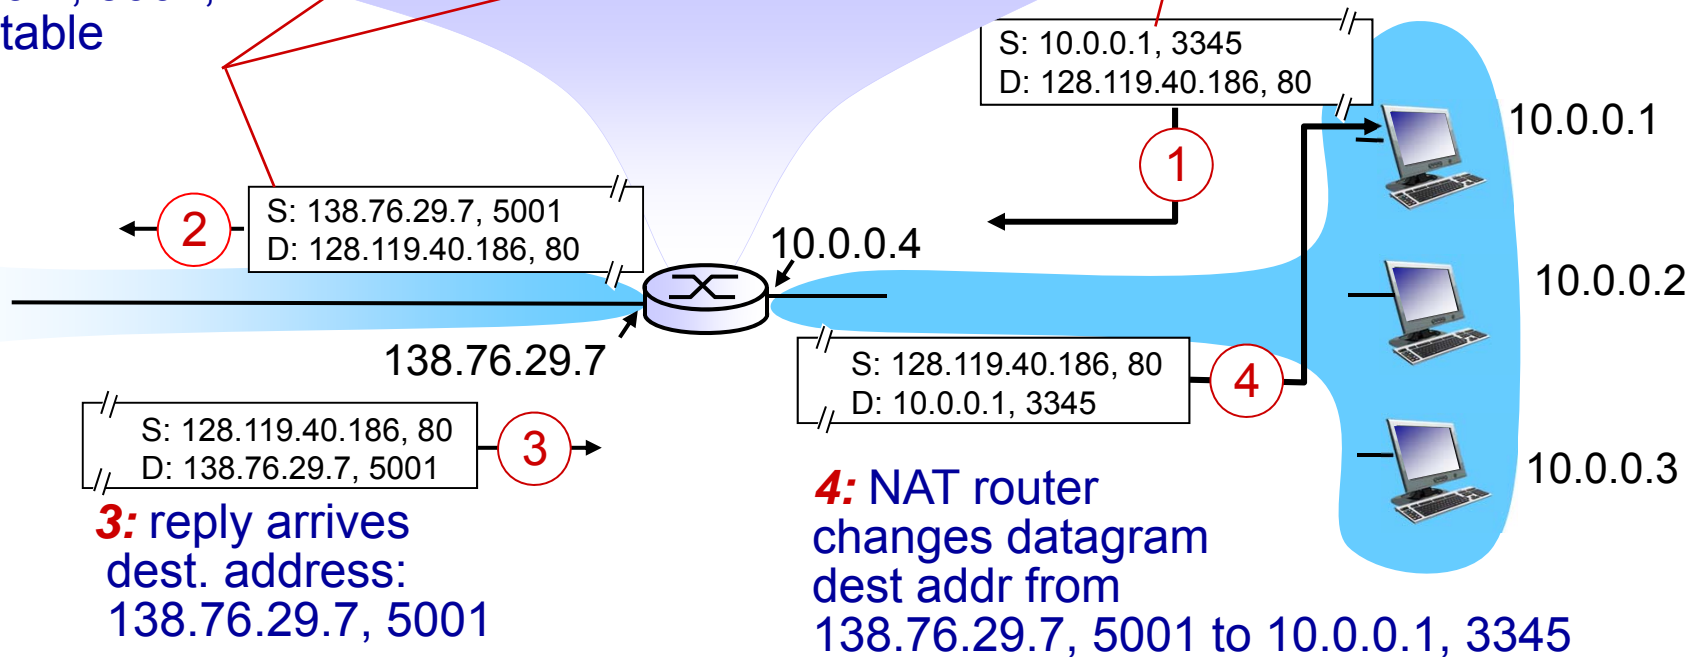 table
S: 10.0.0.1, 3345
D: 128.119.40.186, 80
10.0.0.1
1
2
S: 138.76.29.7, 5001
D: 128.119.40.186, 80
10.0.0.4
10.0.0.2
138.76.29.7
S: 128.119.40.186, 80
D: 10.0.0.1, 3345
4
S: 128.119.40.186, 80
D: 138.76.29.7, 5001
3
10.0.0.3
3: reply arrives
dest. address:
138.76.29.7, 5001
4: NAT router
changes datagram
dest addr from
138.76.29.7, 5001 to 10.0.0.1, 3345